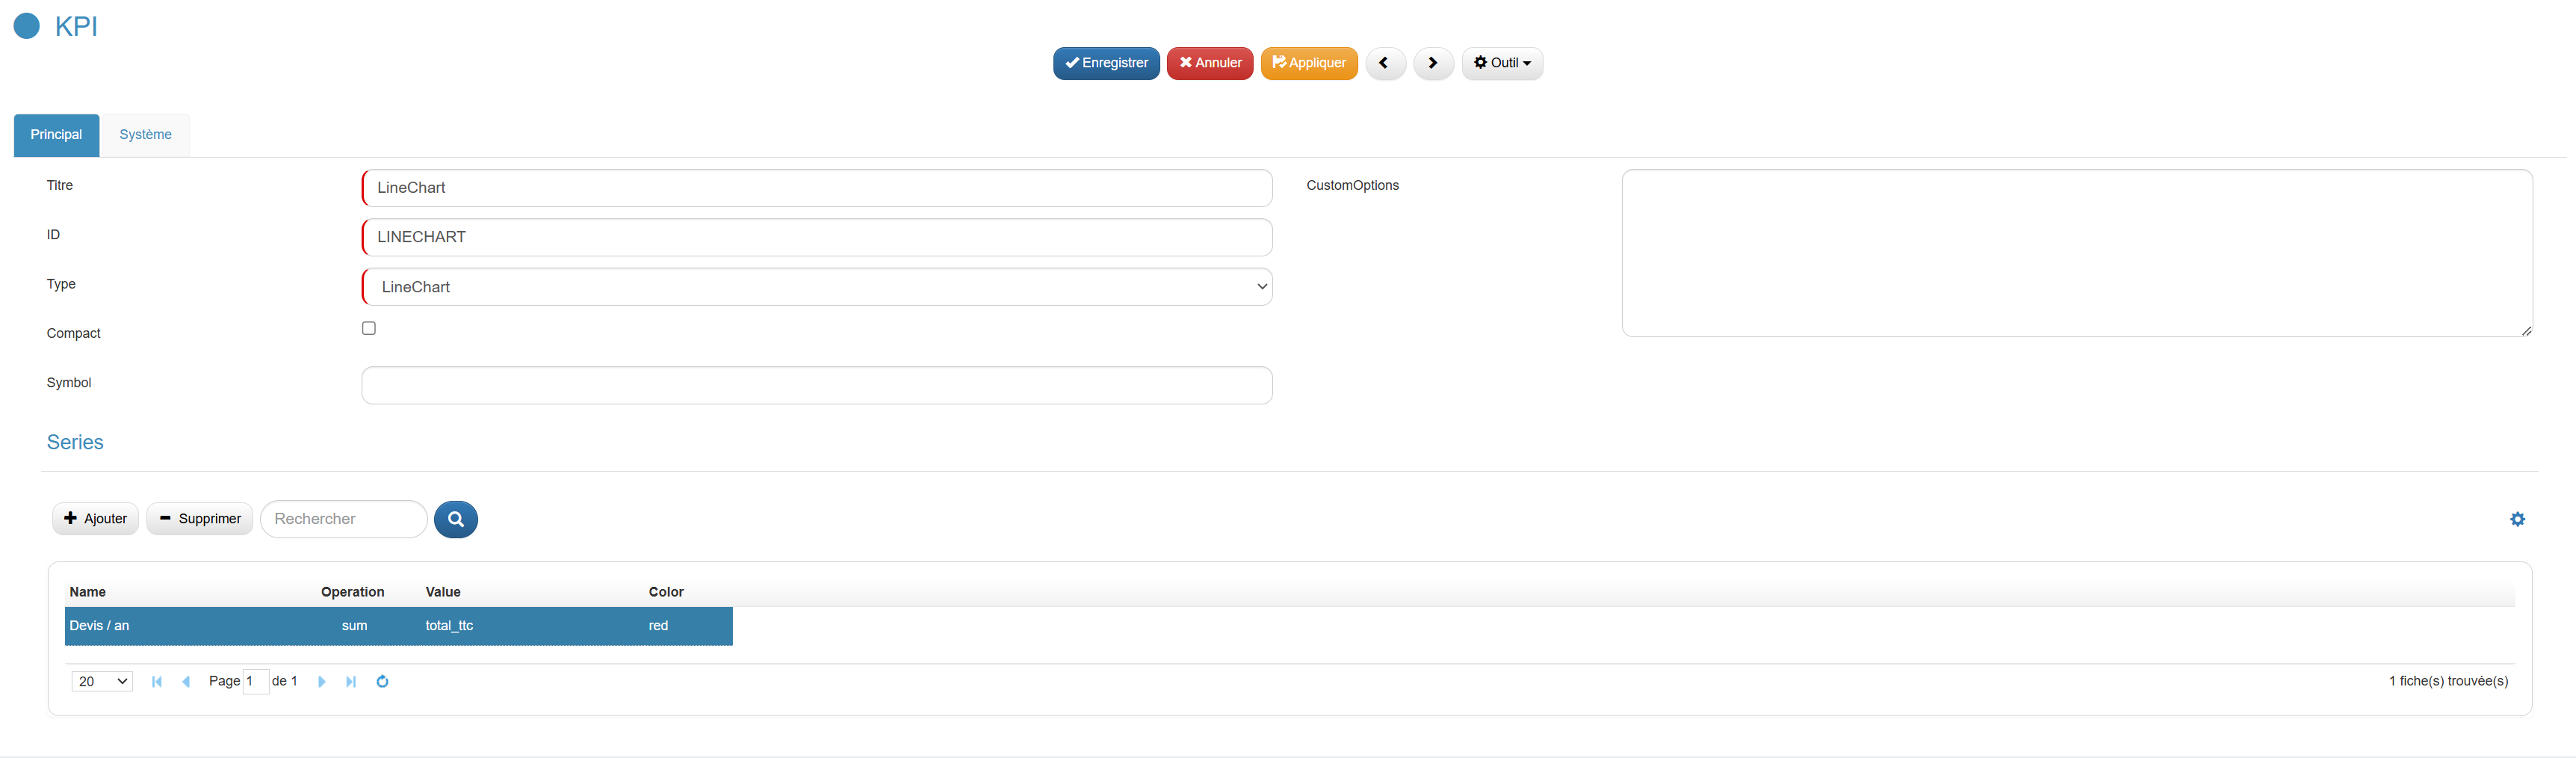 KPI
Enregistrer Annuler Appliquer Outil
Principal Système
Titre LineChart CustomOptions
ID LINECHART
Type LineChart
Compact
Symbol
Series
Ajouter Supprimer Rechercher
Name Operation Value Color
Devis / an sum total_ttc red
20 Page 1 de 1 1 fiche(s) trouvée(s)